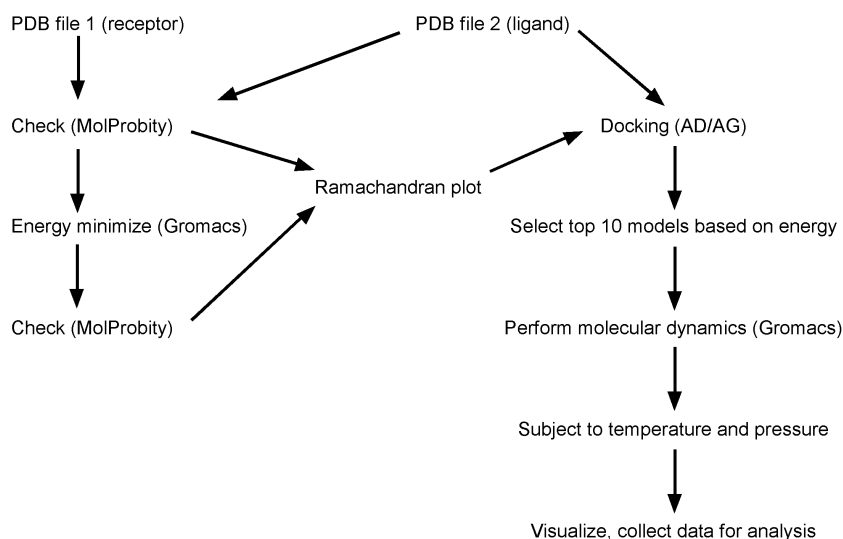 PDB file 1 (receptor)
PDB file 2 (ligand)
Check (MolProbity)
Docking (AD/AG)
Ramachandran plot
Energy minimize (Gromacs)
Select top 10 models based on energy
Check (MolProbity)
Perform molecular dynamics (Gromacs)
Subject to temperature and pressure
Visualize, collect data for analysis